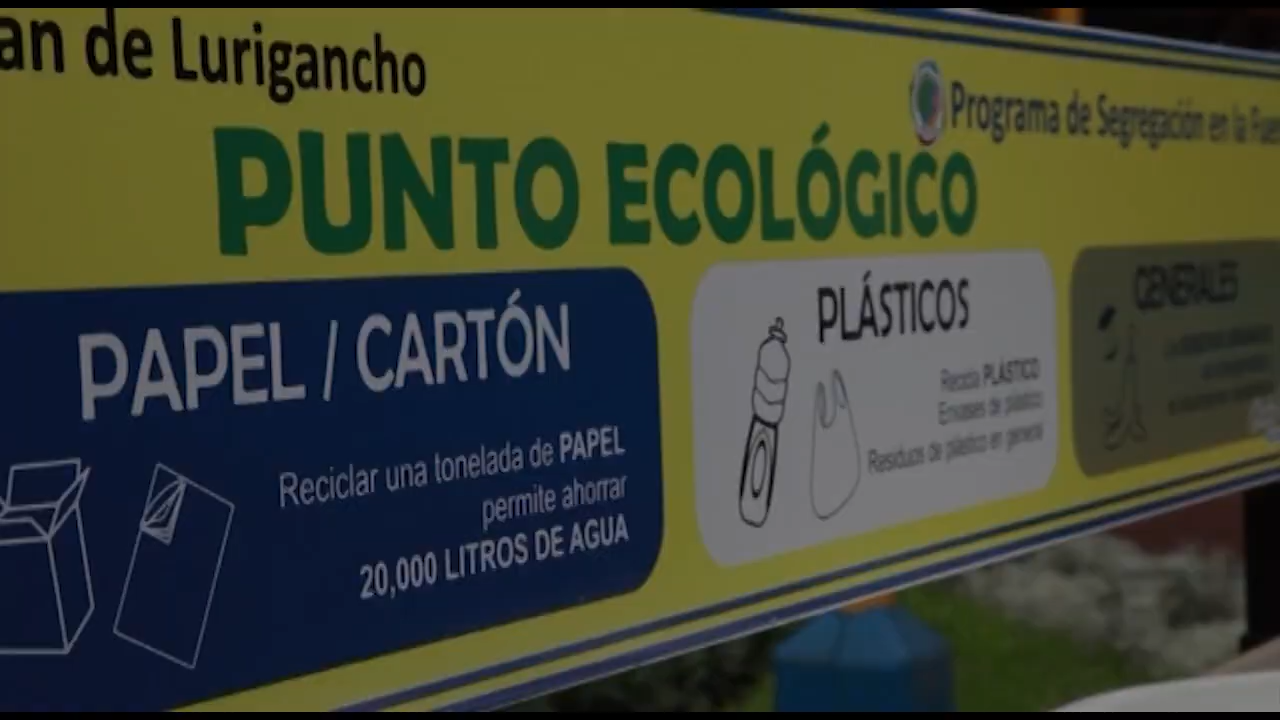 an de Lurigancho
Programa de Segregación en la Fue
PUNTO ECOLÓGICO
PAPEL / CARTÓN
Reciclar una tonelada de PAPEL
permite ahorrar
20,000 LITROS DE AGUA
PLÁSTICOS
Recicla PLÁSTICO
Envases de plástico
Residuos de plástico en general
GENERALES